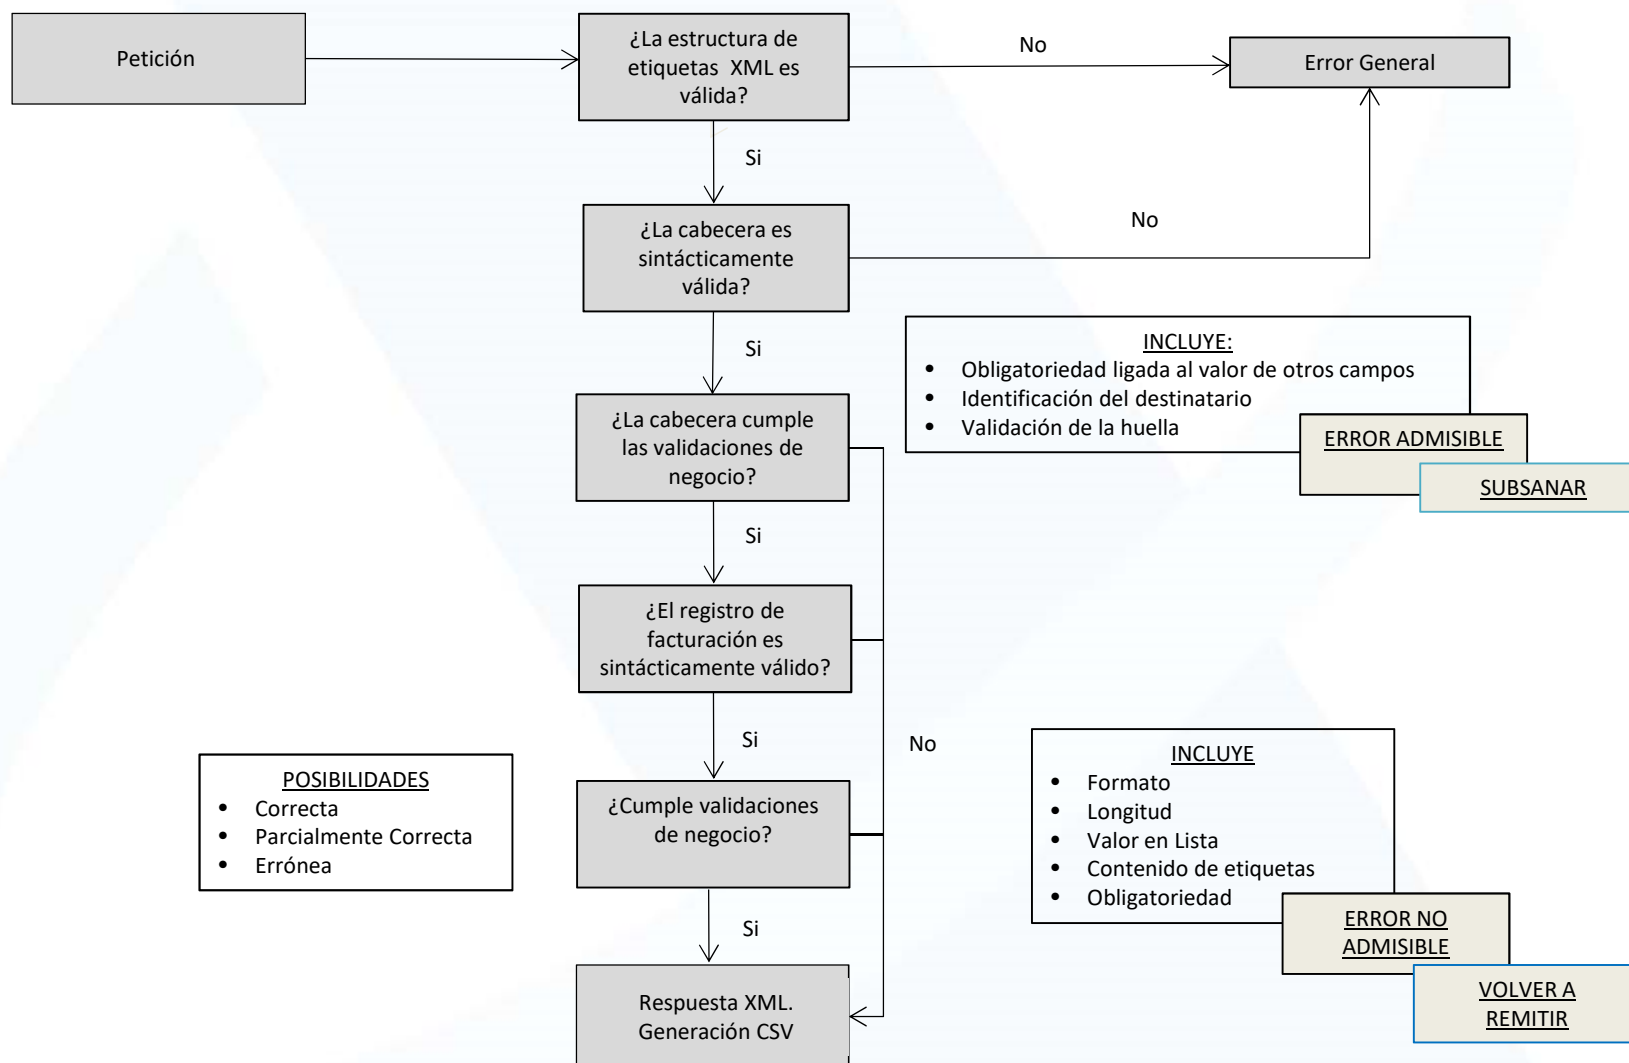 Petición
¿La estructura de
etiquetas XML es
válida?
No
Error General
Si
¿La cabecera es
sintácticamente
válida?
No
Si
INCLUYE:
• Obligatoriedad ligada al valor de otros campos
• Identificación del destinatario
• Validación de la huella
ERROR ADMISIBLE
SUBSANAR
¿La cabecera cumple
las validaciones de
negocio?
Si
¿El registro de
facturación es
sintácticamente válido?
Si
No
POSIBILIDADES
• Correcta
• Parcialmente Correcta
• Errónea
¿Cumple validaciones
de negocio?
INCLUYE
• Formato
• Longitud
• Valor en Lista
• Contenido de etiquetas
• Obligatoriedad
ERROR NO
ADMISIBLE
VOLVER A
REMITIR
Si
Respuesta XML.
Generación CSV